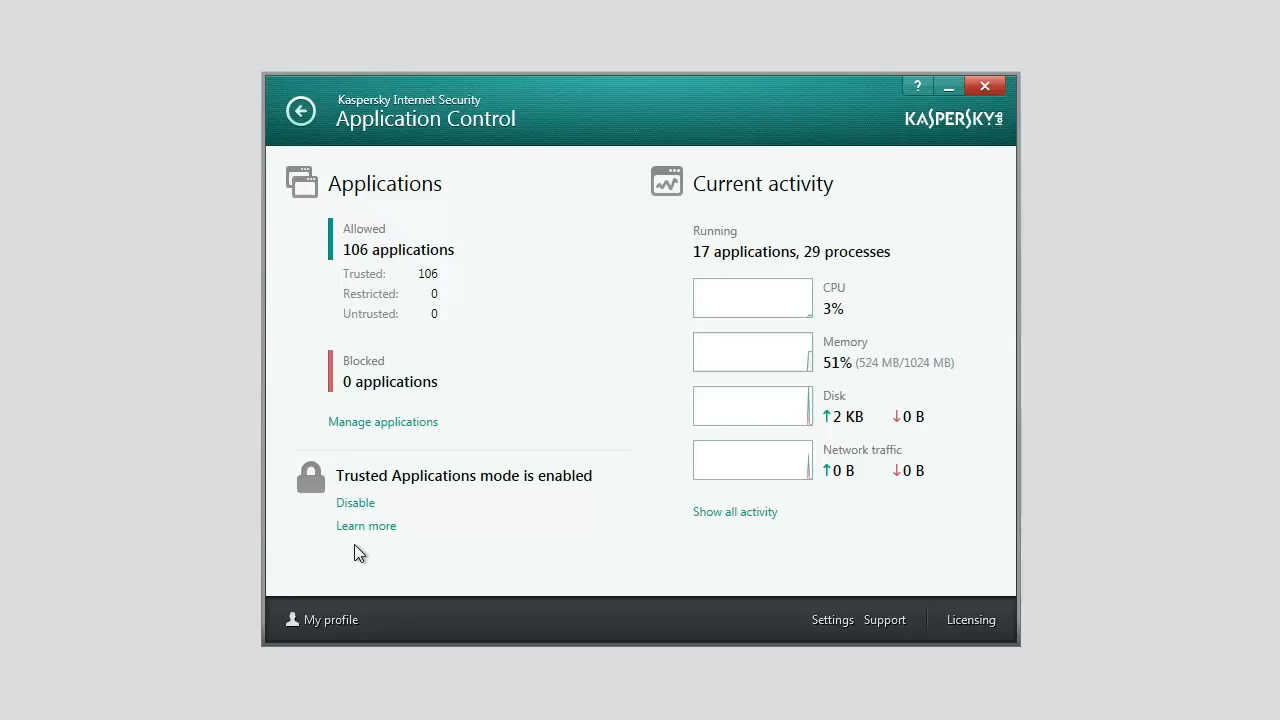 Kaspersky Internet Security
Application Control
?
KASPERSKY lab
Applications
Allowed
106 applications
Trusted: 106
Restricted: 0
Untrusted: 0
Blocked
0 applications
Manage applications
Trusted Applications mode is enabled
Disable
Learn more
Current activity
Running
17 applications, 29 processes
CPU
3%
Memory
51% (524 MB/1024 MB)
Disk
↑2 KB ↓0 B
Network traffic
↑0 B ↓0 B
Show all activity
My profile
Settings Support Licensing